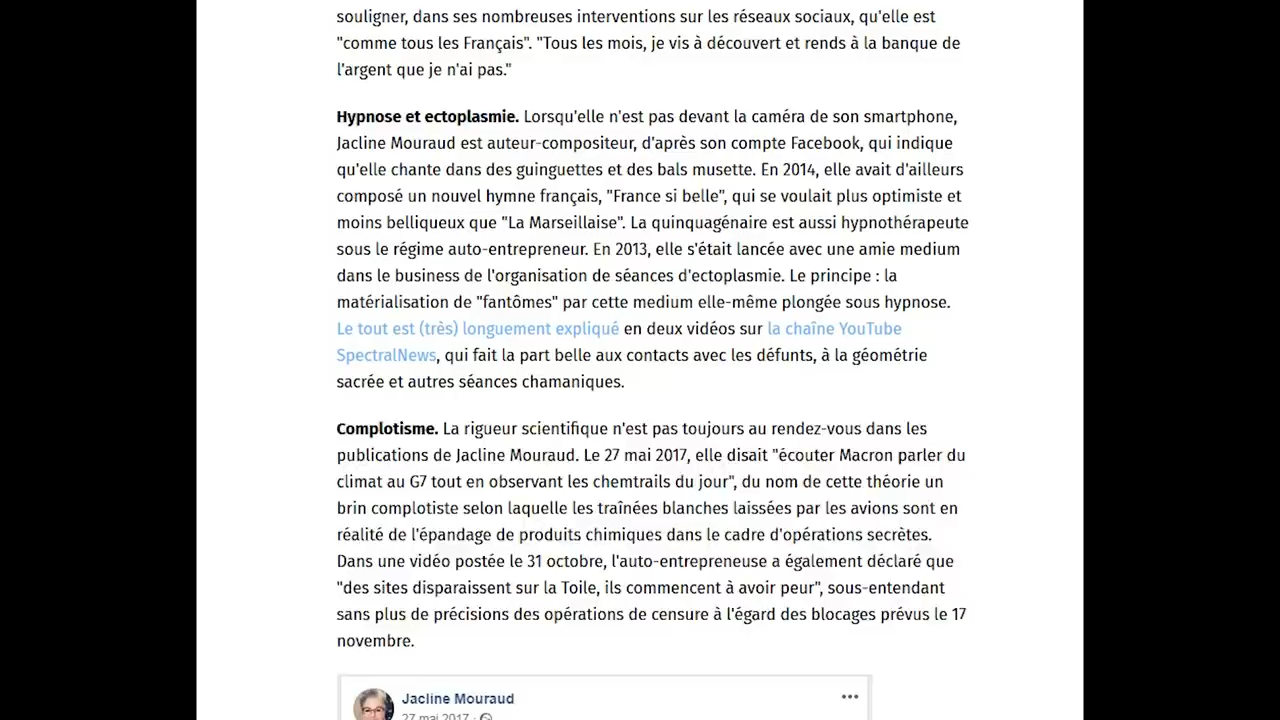 souligner, dans ses nombreuses interventions sur les réseaux sociaux, qu'elle est
"comme tous les Français". "Tous les mois, je vis à découvert et rends à la banque de
l'argent que je n'ai pas."
Hypnose et ectoplasmie. Lorsqu'elle n'est pas devant la caméra de son smartphone,
Jacline Mouraud est auteur-compositeur, d'après son compte Facebook, qui indique
qu'elle chante dans des guinguettes et des bals musette. En 2014, elle avait d'ailleurs
composé un nouvel hymne français, "France si belle", qui se voulait plus optimiste et
moins belliqueux que "La Marseillaise". La quinquagénaire est aussi hypnothérapeute
sous le régime auto-entrepreneur. En 2013, elle s'était lancée avec une amie medium
dans le business de l'organisation de séances d'ectoplasmie. Le principe : la
matérialisation de "fantômes" par cette medium elle-même plongée sous hypnose.
Le tout est (très) longuement expliqué en deux vidéos sur la chaîne YouTube
SpectralNews, qui fait la part belle aux contacts avec les défunts, à la géométrie
sacrée et autres séances chamaniques.
Complotisme. La rigueur scientifique n'est pas toujours au rendez-vous dans les
publications de Jacline Mouraud. Le 27 mai 2017, elle disait "écouter Macron parler du
climat au G7 tout en observant les chemtrails du jour", du nom de cette théorie un
brin complotiste selon laquelle les traînées blanches laissées par les avions sont en
réalité de l'épandage de produits chimiques dans le cadre d'opérations secrètes.
Dans une vidéo postée le 31 octobre, l'auto-entrepreneuse a également déclaré que
"des sites disparaissent sur la Toile, ils commencent à avoir peur", sous-entendant
sans plus de précisions des opérations de censure à l'égard des blocages prévus le 17
novembre.
Jacline Mouraud
27 mai 2017